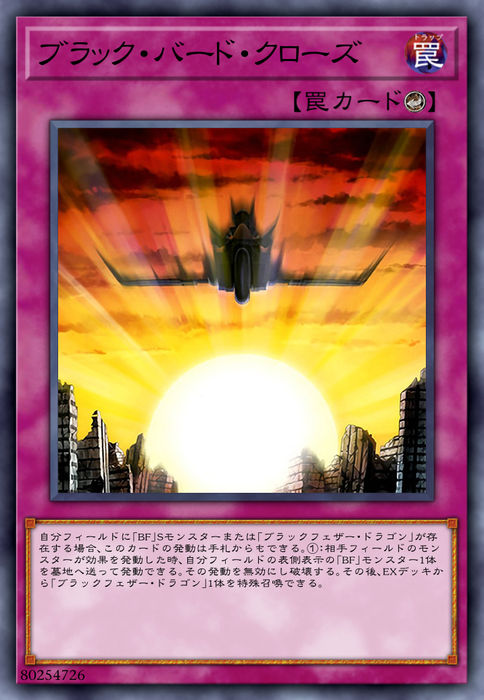 ブラック・バード・クローズ
トラップ
罠
【罠カード】
自分フィールドに「BF」Sモンスターまたは「ブラックフェザー・ドラゴン」が存
在する場合、このカードの発動は手札からもできる。①:相手フィールドのモン
スターが効果を発動した時、自分フィールドの表側表示の「BF」モンスター1体
を墓地へ送って発動できる。その発動を無効にし破壊する。その後、EXデッキか
ら「ブラックフェザー・ドラゴン」1体を特殊召喚できる。
80254726